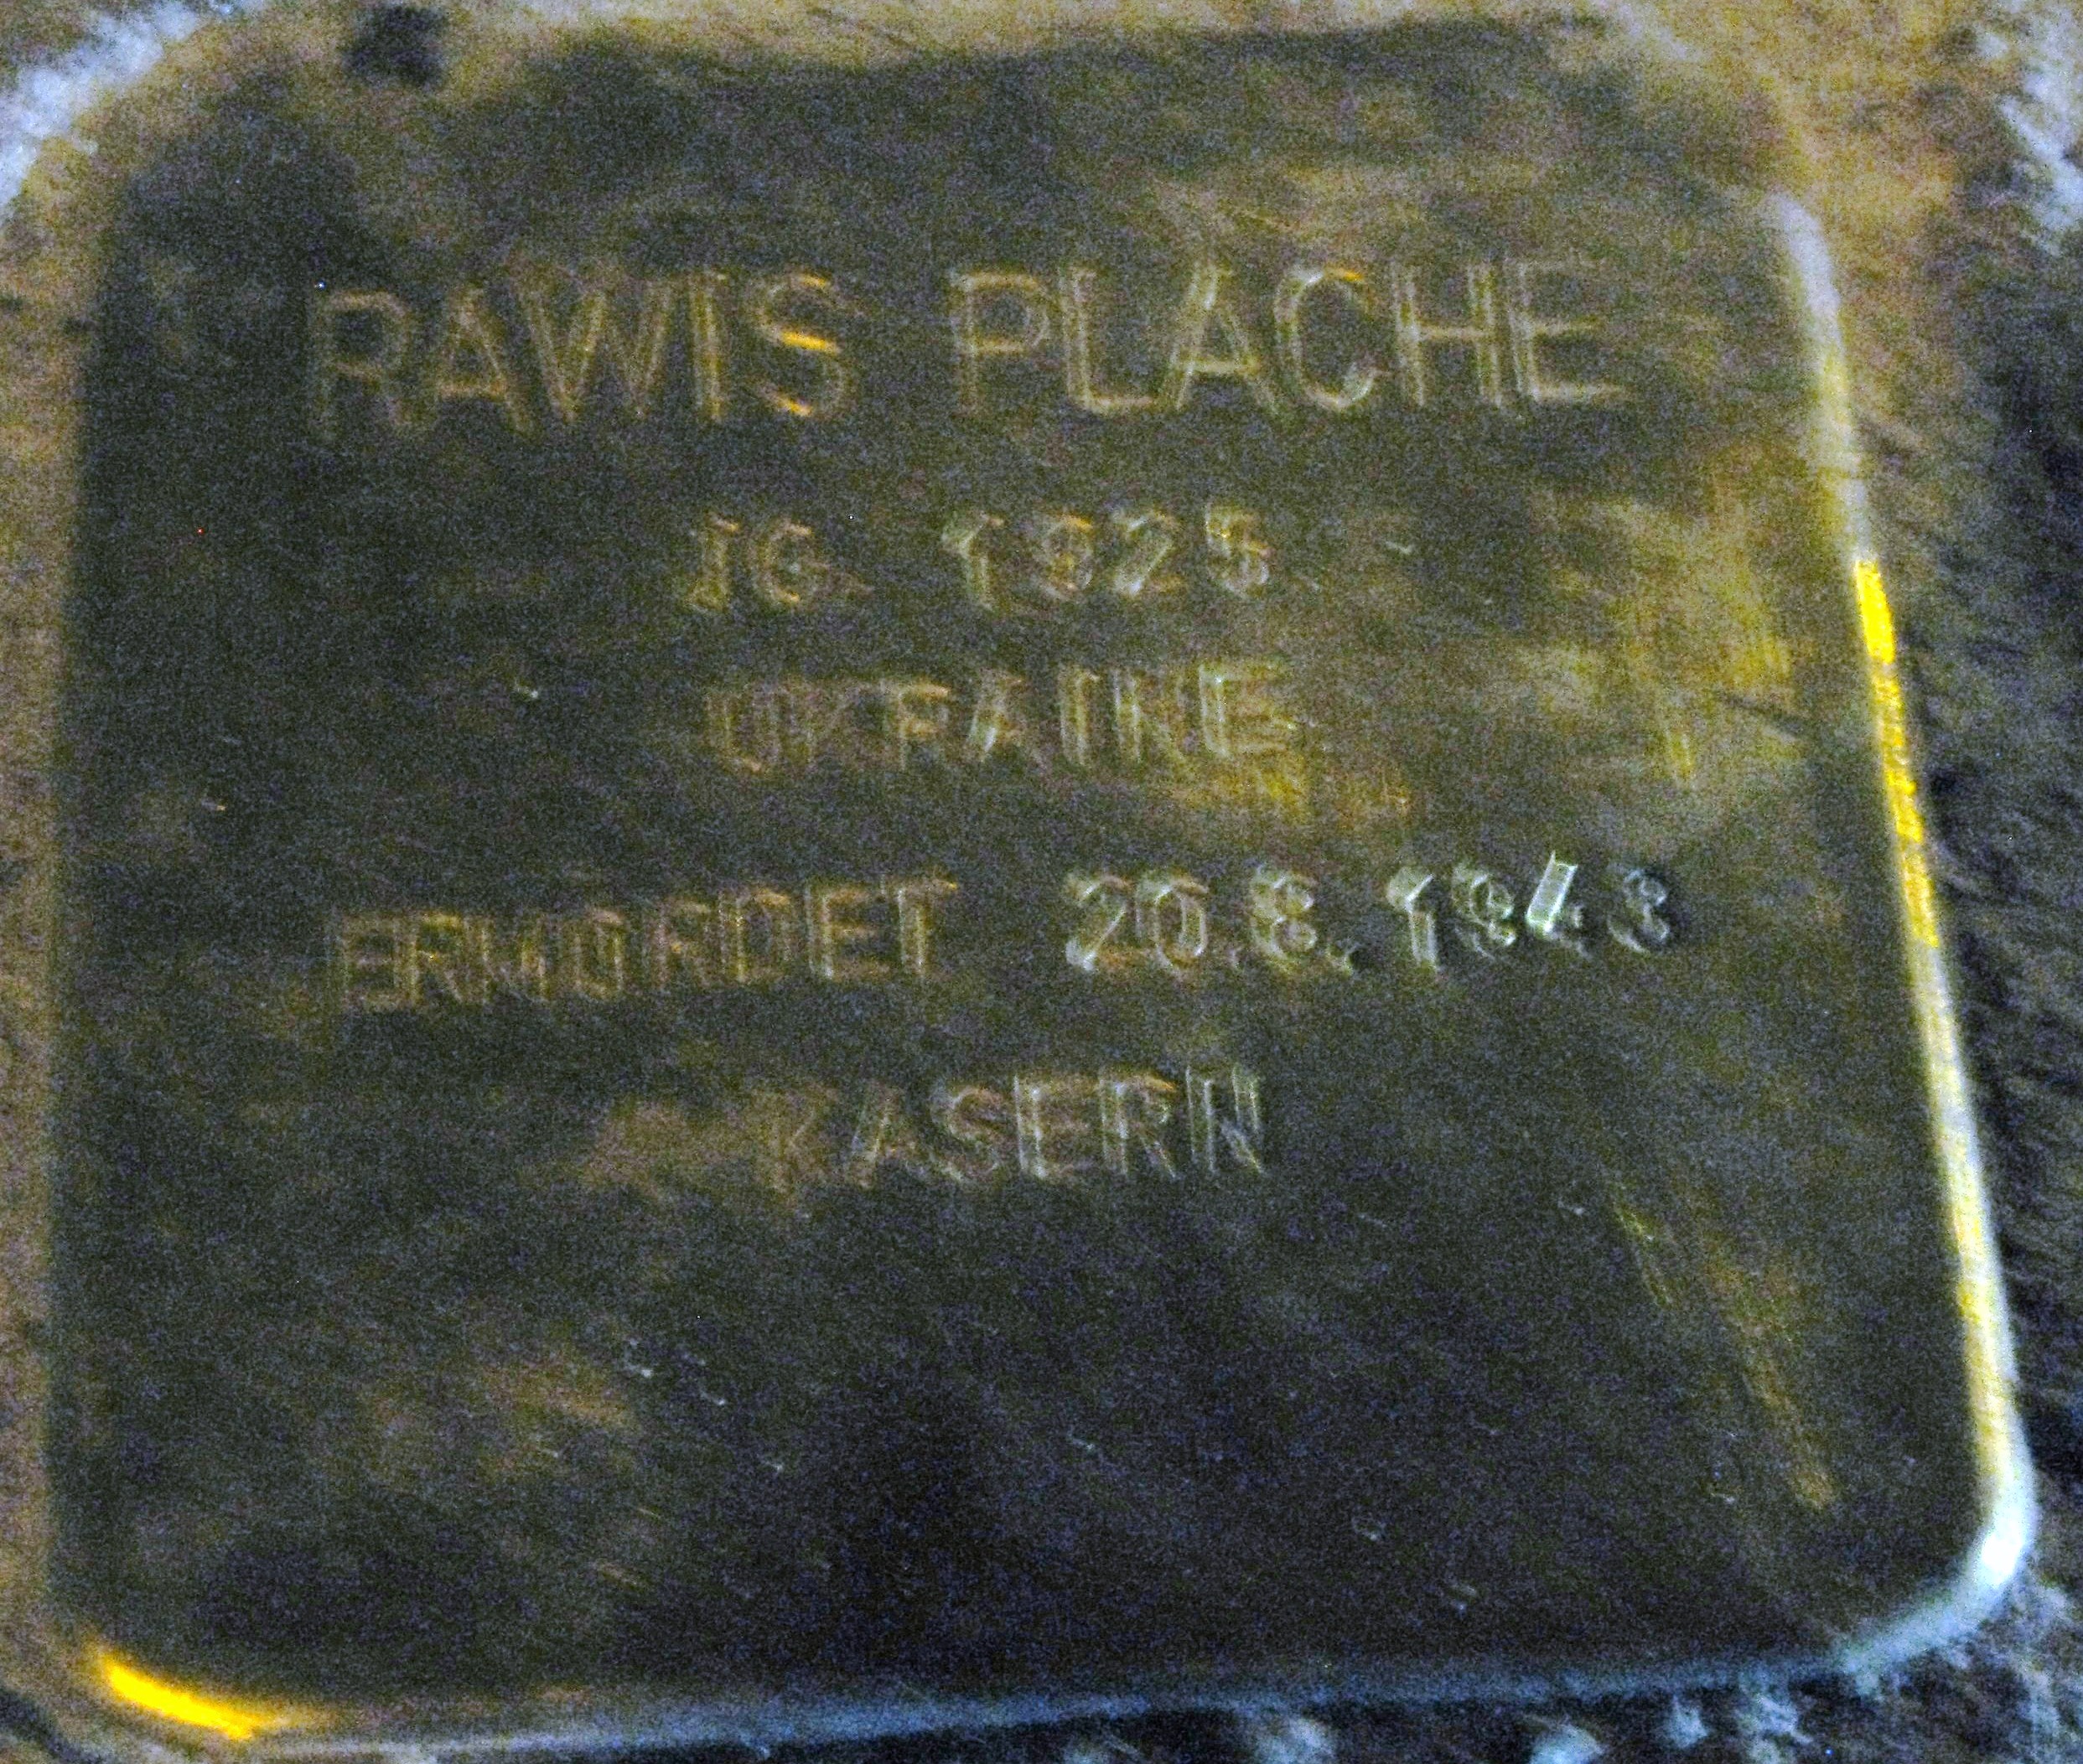 RAWIS PLACHE
JG. 1925
UKRAINE
ERMORDET 20.8.1943
KASERN